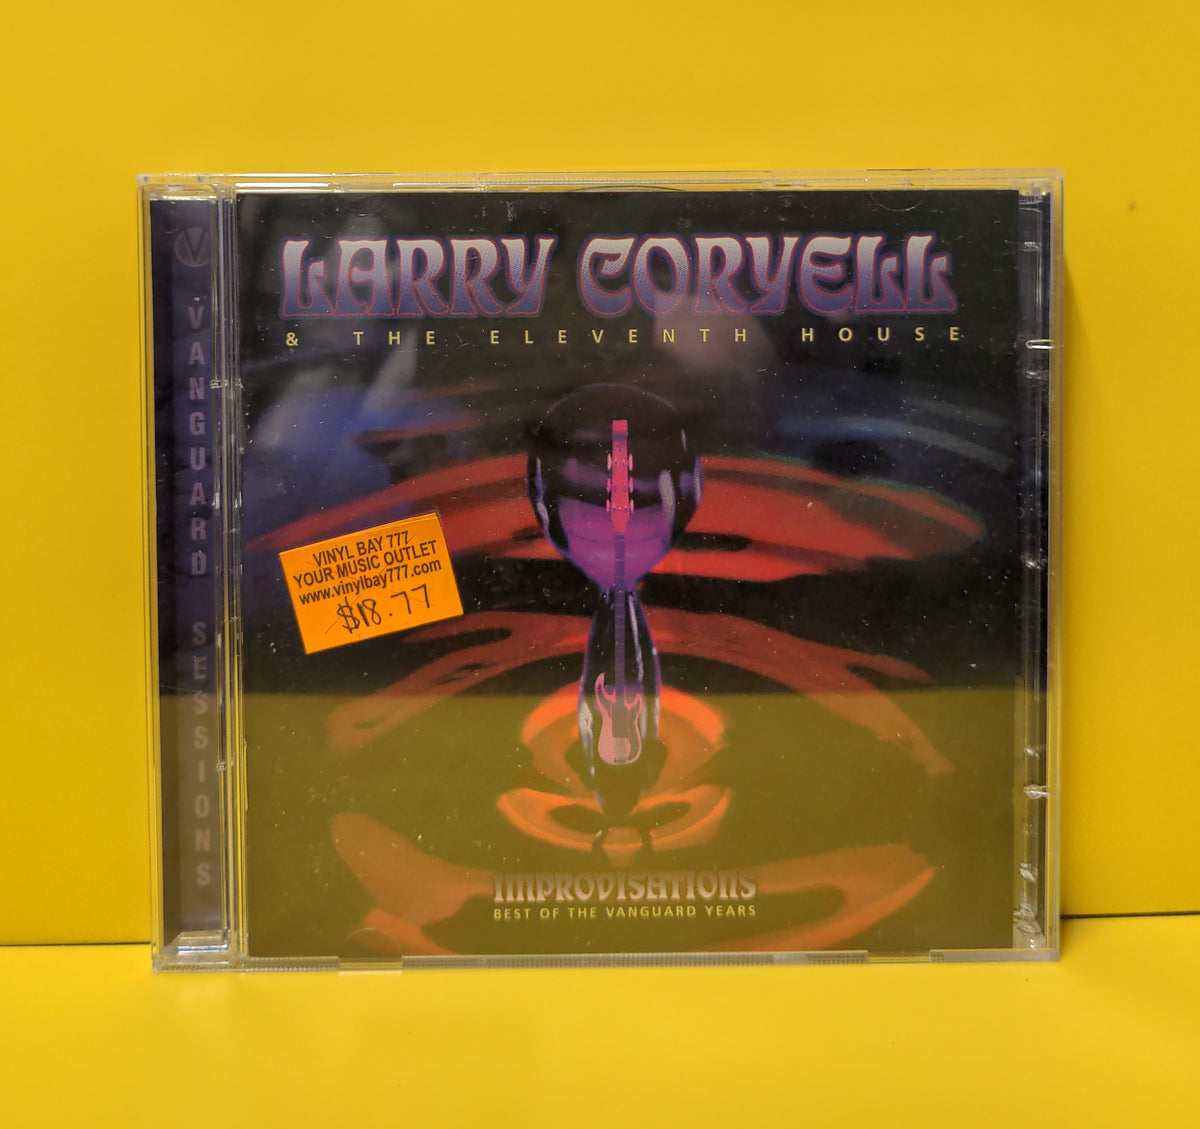 V
VANGUARD SESSIONS
LARRY CORYELL
& THE ELEVENTH HOUSE
VINYL BAY 777
YOUR MUSIC OUTLET
www.vinylbay777.com
$18.77
IMPROVISATIONS
BEST OF THE VANGUARD YEARS